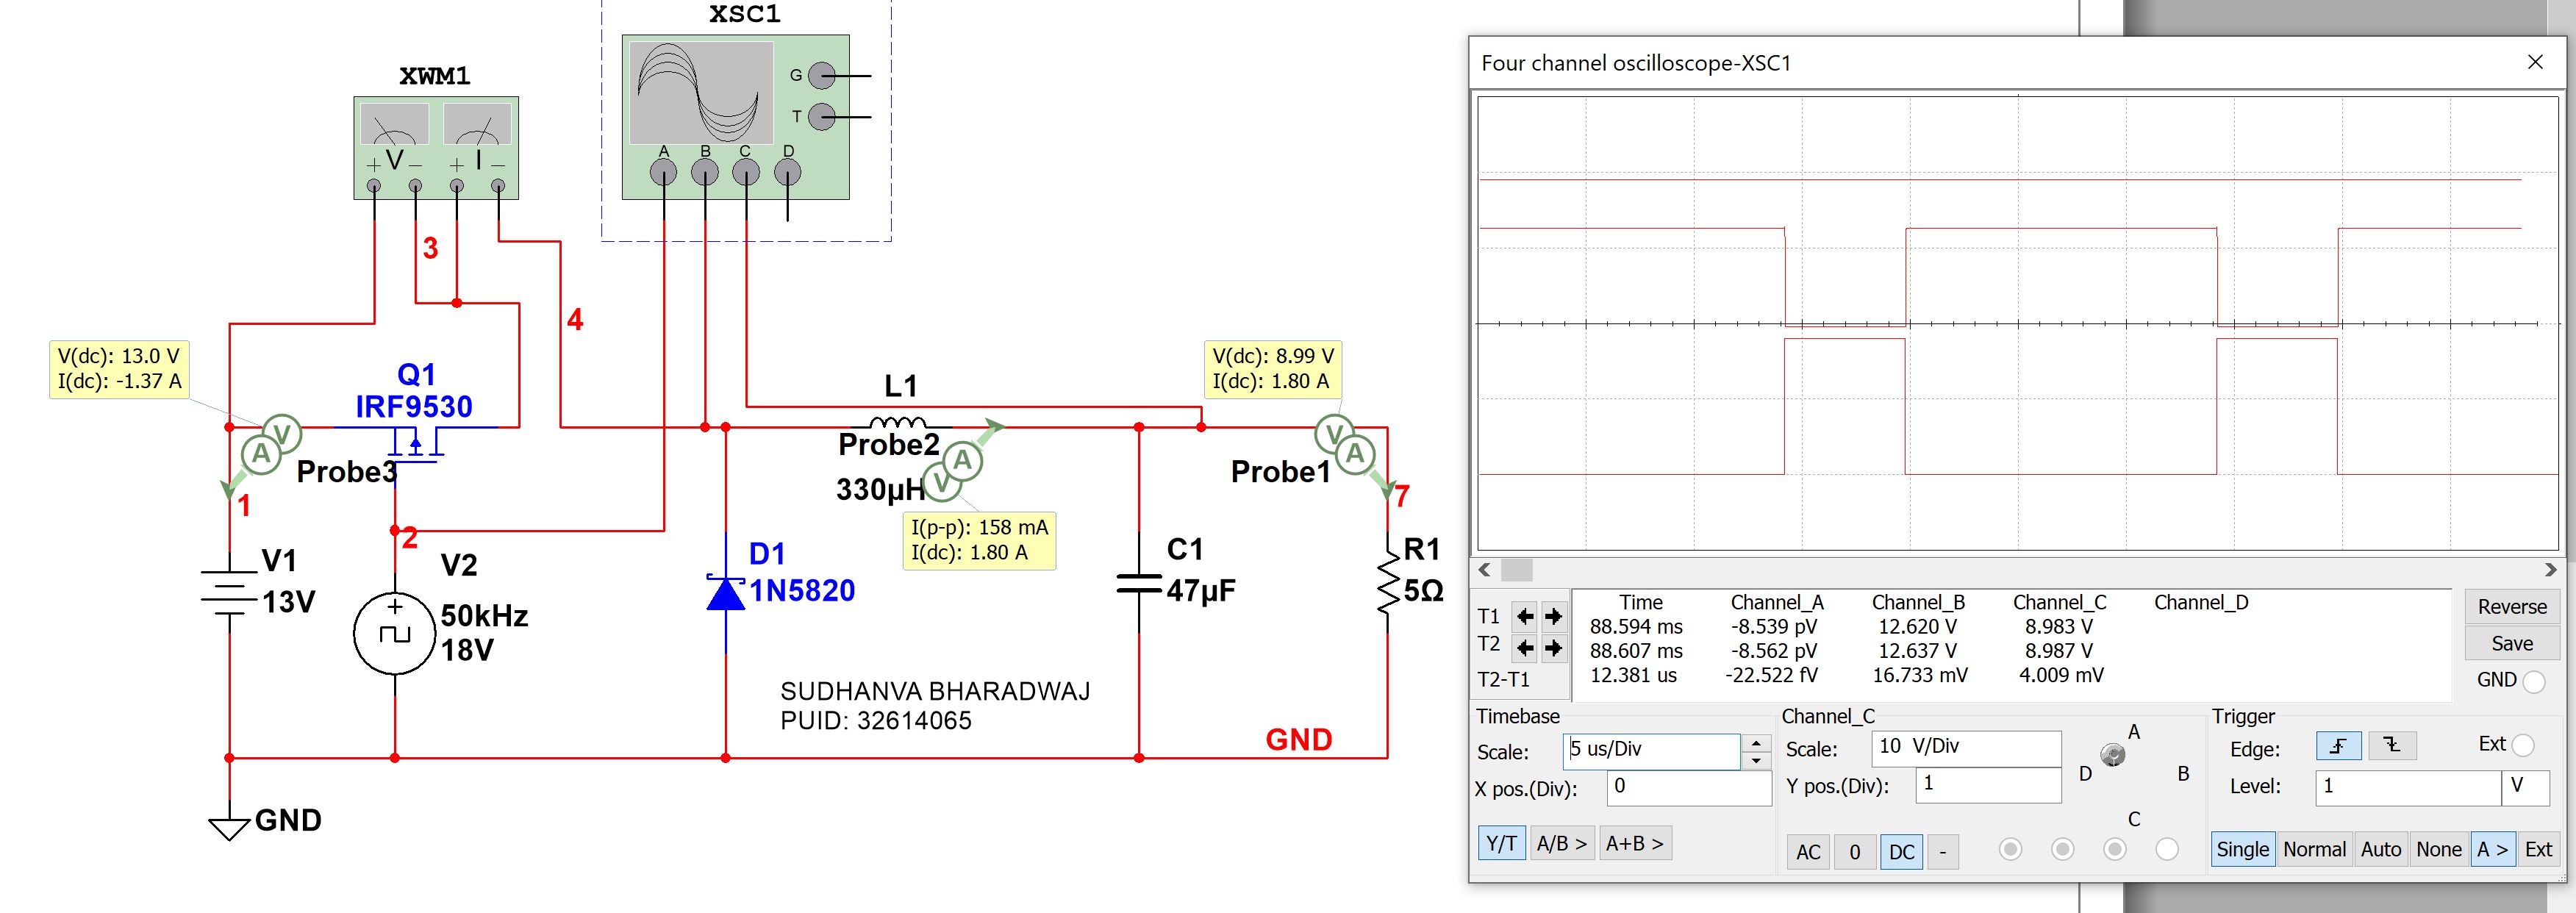 XSC1
XWM1
G
T
A B C D
+ V − + I −
3
4
V(dc): 13.0 V
I(dc): -1.37 A
Q1
IRF9530
V
A
Probe3
1
2
V1
13V
V2
50kHz
18V
+
L1
Probe2
330µH
A
V
I(p-p): 158 mA
I(dc): 1.80 A
V(dc): 8.99 V
I(dc): 1.80 A
V
A
Probe1
7
D1
1N5820
C1
47µF
R1
5Ω
SUDHANVA BHARADWAJ
PUID: 32614065
GND
GND
Four channel oscilloscope-XSC1
Time Channel_A Channel_B Channel_C Channel_D
T1 88.594 ms -8.539 pV 12.620 V 8.983 V
T2 88.607 ms -8.562 pV 12.637 V 8.987 V
T2-T1 12.381 us -22.522 fV 16.733 mV 4.009 mV
Reverse
Save
GND
Timebase
Scale: 5 us/Div
X pos.(Div): 0
Y/T A/B > A+B >
Channel_C
Scale: 10 V/Div
Y pos.(Div): 1
AC 0 DC -
A
D B
C
Trigger
Edge: Ext
Level: 1 V
Single Normal Auto None A > Ext